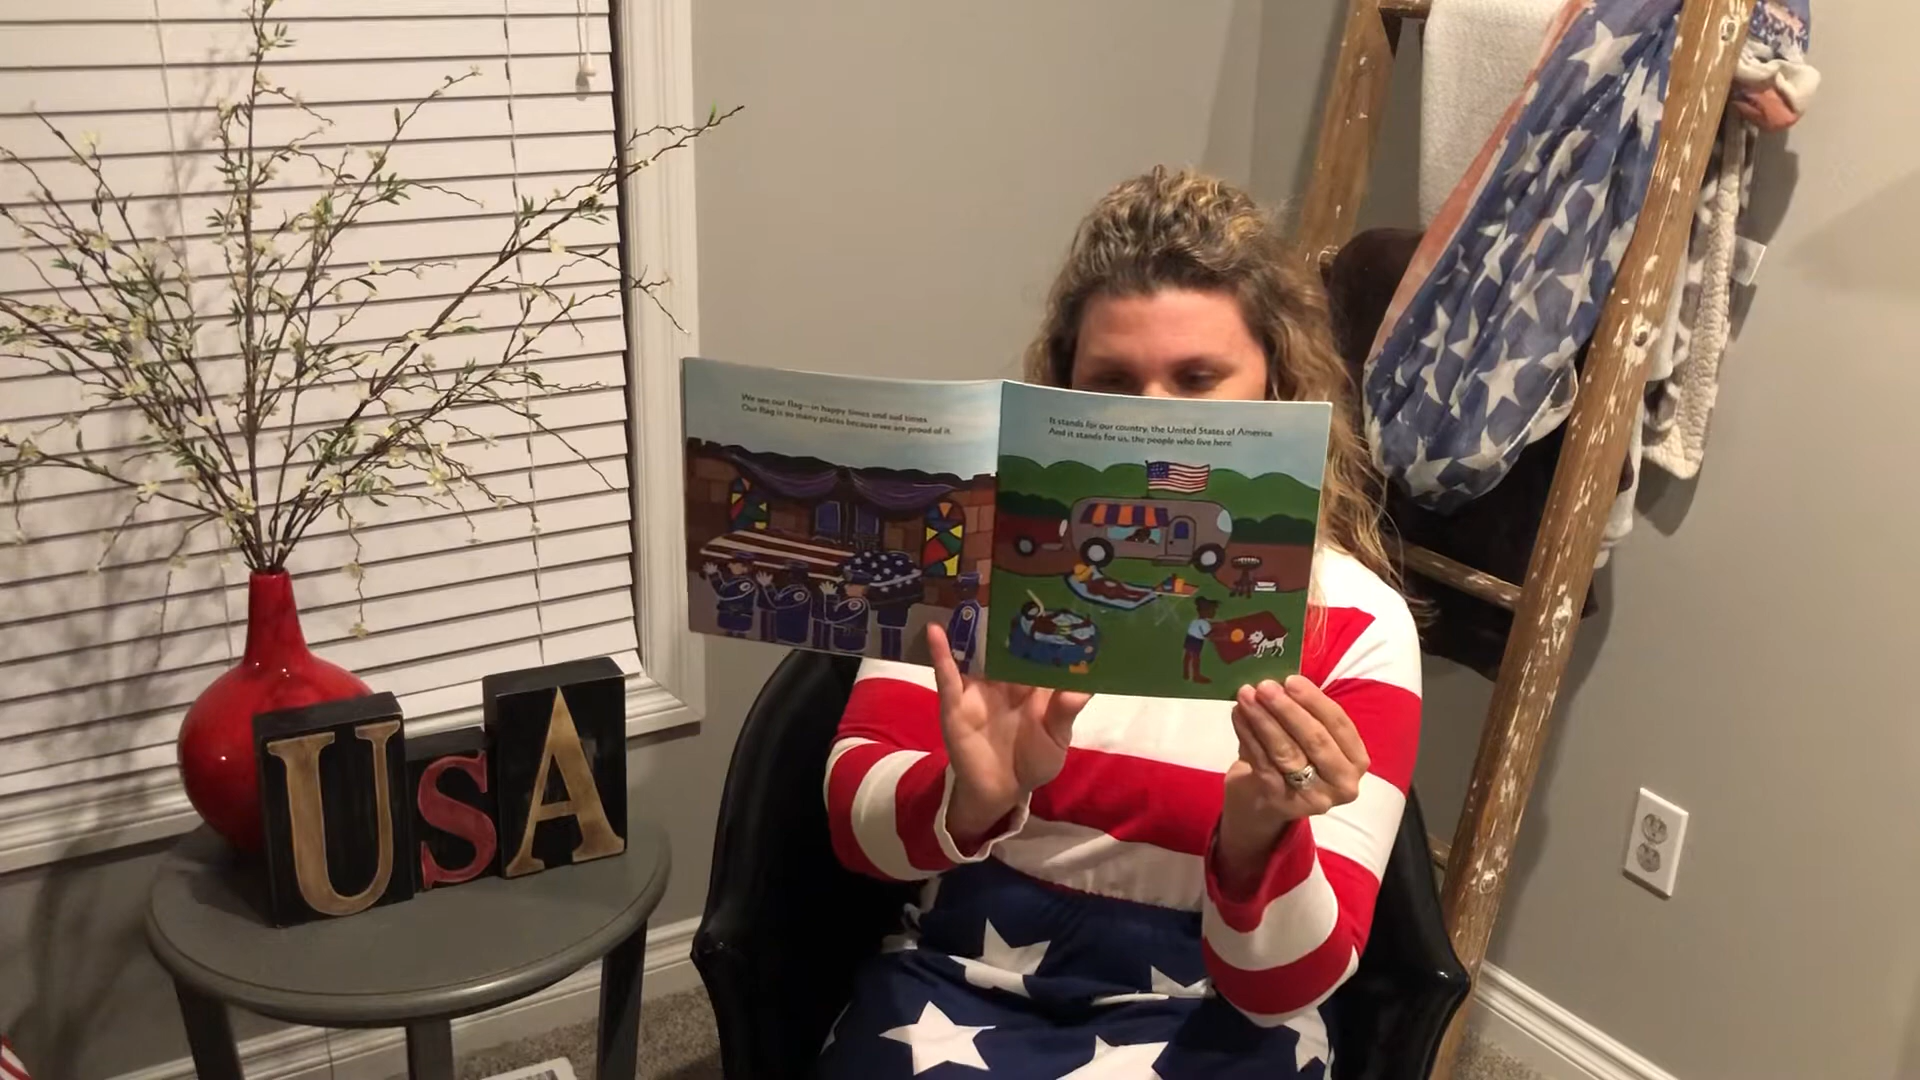 We see our flag—in happy times and sad times.
Our flag is in many places because we are proud of it.
It stands for our country, the United States of America.
And it stands for us, the people who live here.
USA